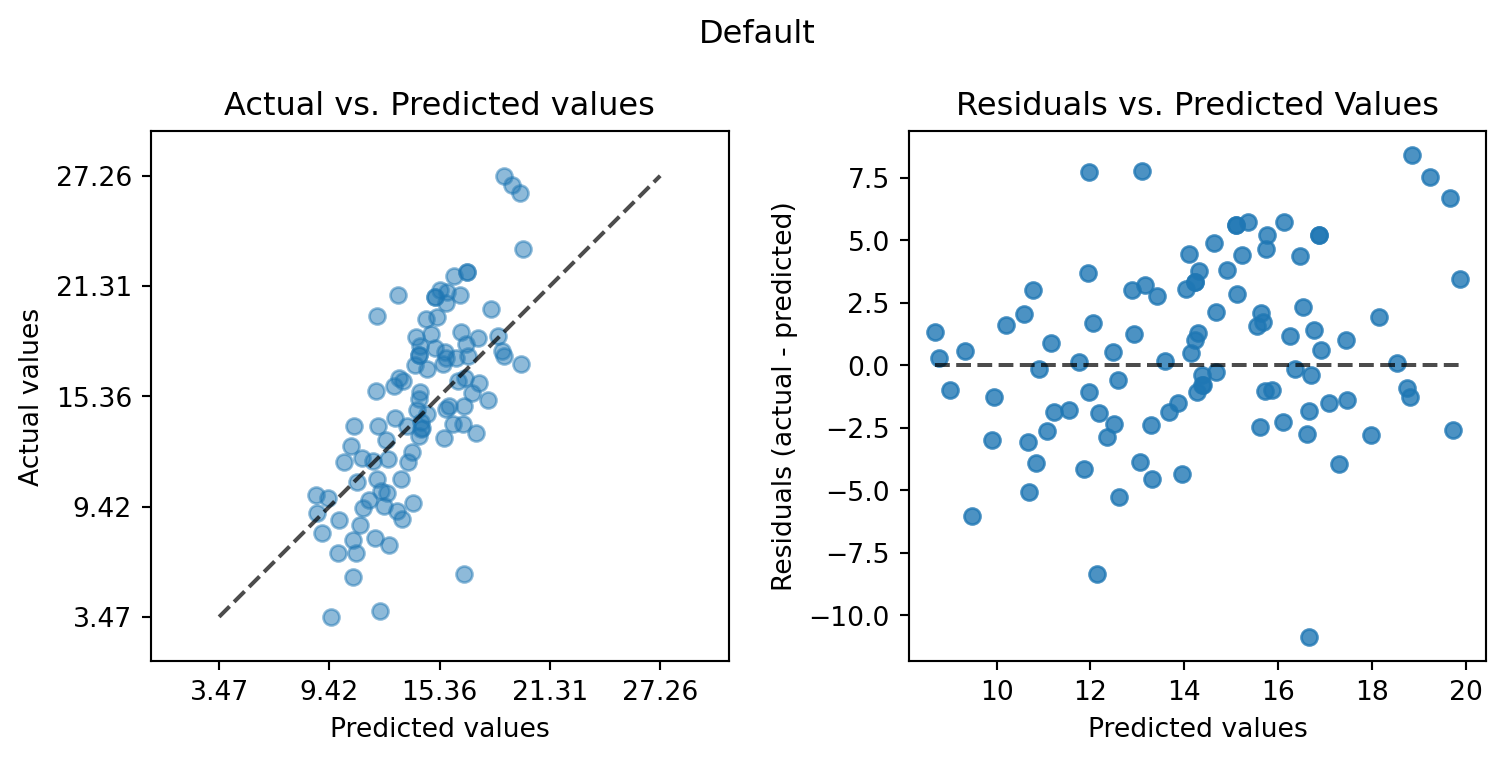 Default
Actual vs. Predicted values
Actual values
27.26
21.31
15.36
9.42
3.47
3.47 9.42 15.36 21.31 27.26
Predicted values
Residuals vs. Predicted Values
Residuals (actual - predicted)
7.5
5.0
2.5
0.0
−2.5
−5.0
−7.5
−10.0
10 12 14 16 18 20
Predicted values